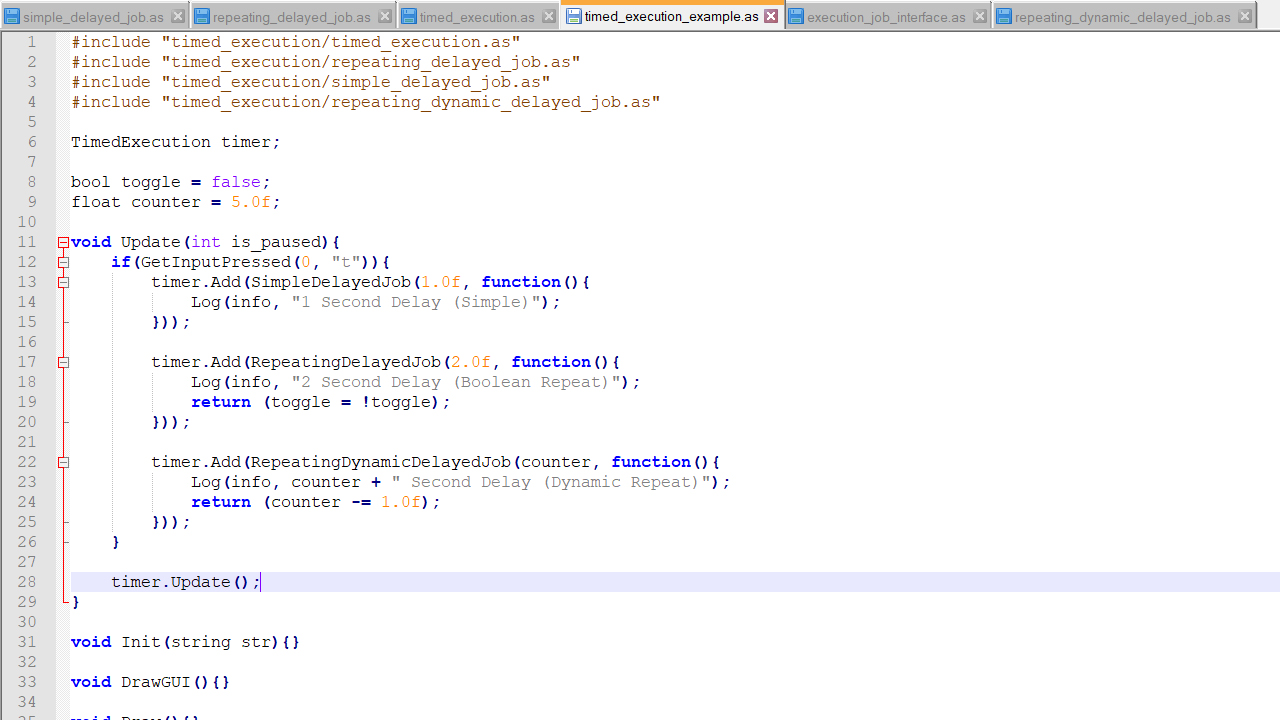 simple_delayed_job.as repeating_delayed_job.as timed_execution.as timed_execution_example.as execution_job_interface.as repeating_dynamic_delayed_job.as
1 #include "timed_execution/timed_execution.as"
2 #include "timed_execution/repeating_delayed_job.as"
3 #include "timed_execution/simple_delayed_job.as"
4 #include "timed_execution/repeating_dynamic_delayed_job.as"
5
6 TimedExecution timer;
7
8 bool toggle = false;
9 float counter = 5.0f;
10
11 void Update(int is_paused){
12     if(GetInputPressed(0, "t")){
13         timer.Add(SimpleDelayedJob(1.0f, function(){
14             Log(info, "1 Second Delay (Simple)");
15         }));
16
17         timer.Add(RepeatingDelayedJob(2.0f, function(){
18             Log(info, "2 Second Delay (Boolean Repeat)");
19             return (toggle = !toggle);
20         }));
21
22         timer.Add(RepeatingDynamicDelayedJob(counter, function(){
23             Log(info, counter + " Second Delay (Dynamic Repeat)");
24             return (counter -= 1.0f);
25         }));
26     }
27
28     timer.Update();
29 }
30
31 void Init(string str){}
32
33 void DrawGUI(){}
34
35 void Draw(){}